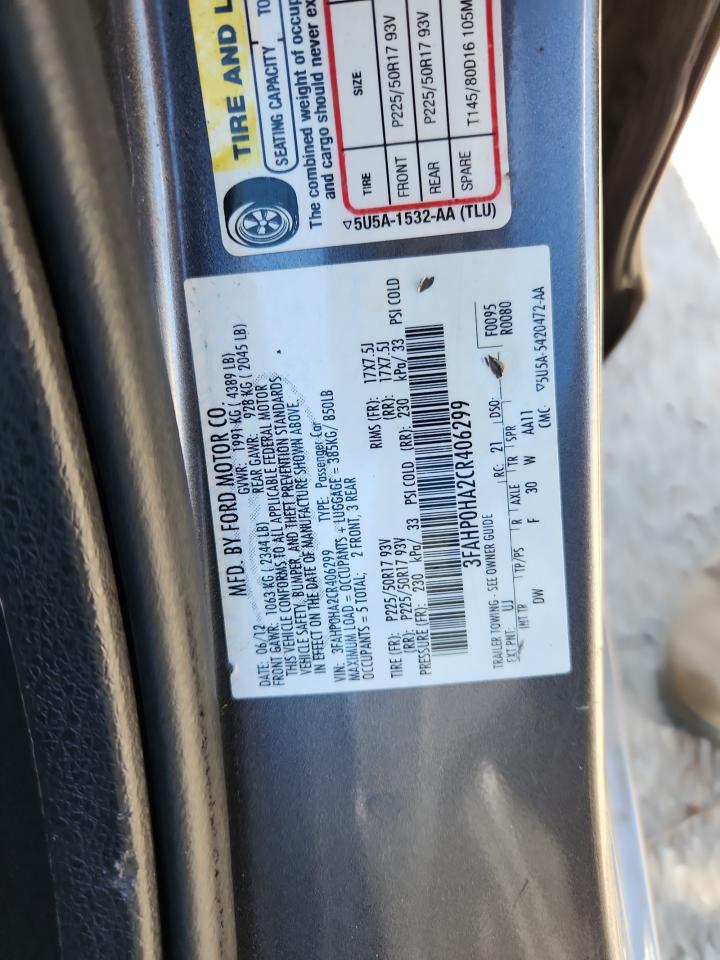 TIRE AND L
SEATING CAPACITY TO
The combined weight of occup
and cargo should never ex
TIRE SIZE
FRONT P225/50R17 93V
REAR P225/50R17 93V
SPARE T145/80D16 105M
5U5A-1532-AA (TLU)
MFD. BY FORD MOTOR CO.
DATE: 06/12 GVWR: 1991 KG ( 4389 LB)
FRONT GAWR: 1063 KG ( 2344 LB) REAR GAWR: 928 KG ( 2045 LB)
THIS VEHICLE CONFORMS TO ALL APPLICABLE FEDERAL MOTOR
VEHICLE SAFETY, BUMPER, AND THEFT PREVENTION STANDARDS
IN EFFECT ON THE DATE OF MANUFACTURE SHOWN ABOVE.
VIN: 3FAHP0HA2CR406299 TYPE: Passenger Car
MAXIMUM LOAD = OCCUPANTS + LUGGAGE = 385KG/ 850LB
OCCUPANTS = 5 TOTAL; 2 FRONT, 3 REAR
TIRE (FR): P225/50R17 93V RIMS (FR): 17X7.5J
(RR): P225/50R17 93V (RR): 17X7.5J
PRESSURE (FR): 230 kPa/ 33 PSI COLD (RR): 230 kPa/ 33 PSI COLD
3FAHP0HA2CR406299
F0095
R0080
TRAILER TOWING - SEE OWNER GUIDE
EXT PNT: UJ RC: 21 DSO:
INT TR TP/PS R AXLE TR SPR
DW F 30 W AA11
CMC
5U5A-5420472-AA